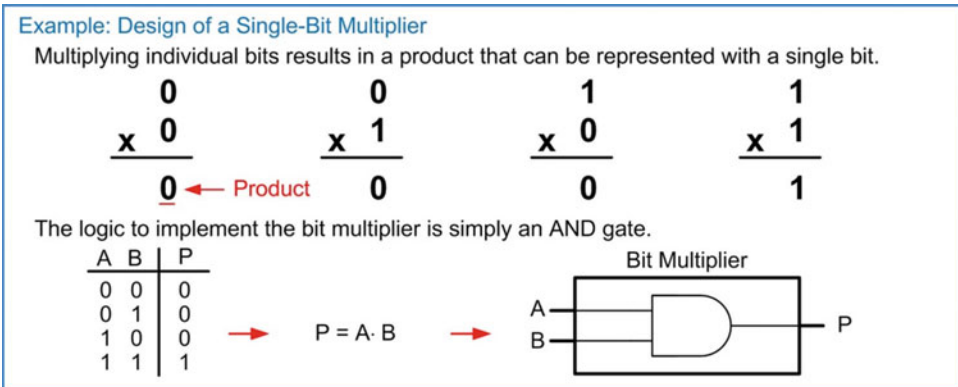 Example: Design of a Single-Bit Multiplier
Multiplying individual bits results in a product that can be represented with a single bit.
0 0 1 1
x 0 x 1 x 0 x 1
0 Product 0 0 1
The logic to implement the bit multiplier is simply an AND gate.
A B P
0 0 0
0 1 0
1 0 0
1 1 1
P = A· B
Bit Multiplier
A
B
P